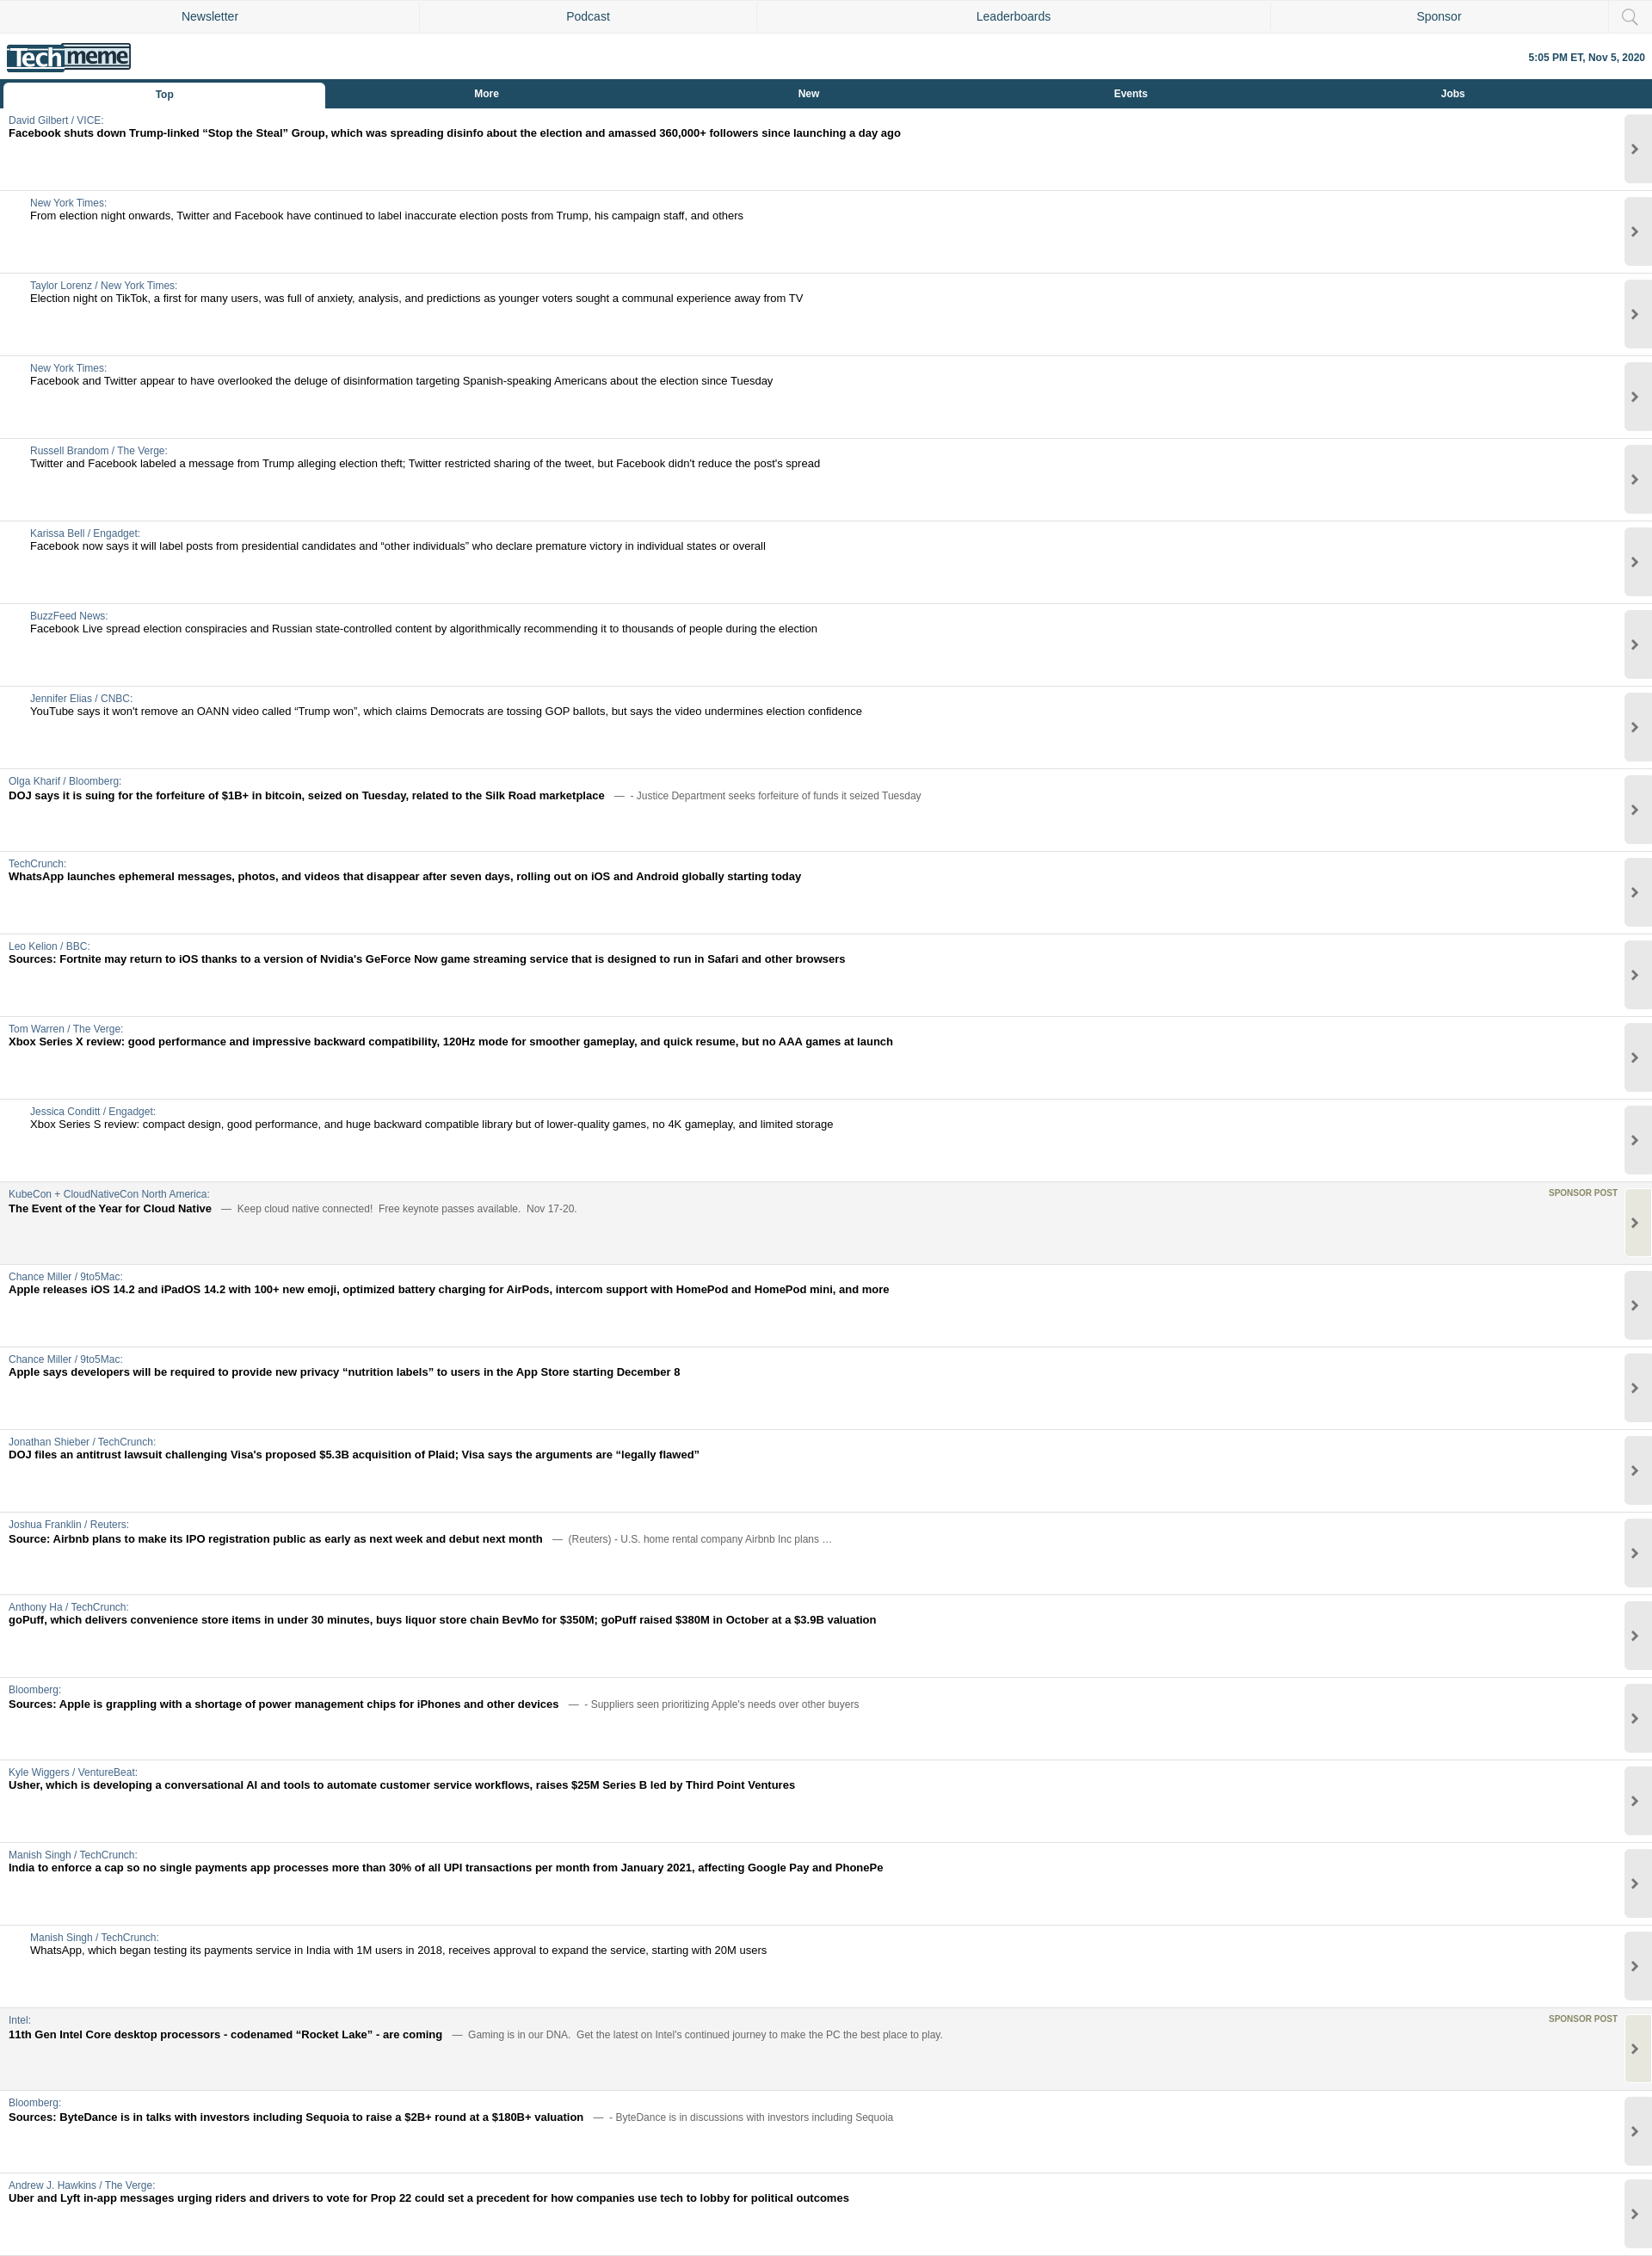 Newsletter
Podcast
Leaderboards
Sponsor
Techmeme
5:05 PM ET, Nov 5, 2020
Top
More
New
Events
Jobs
David Gilbert / VICE:
Facebook shuts down Trump-linked “Stop the Steal” Group, which was spreading disinfo about the election and amassed 360,000+ followers since launching a day ago
New York Times:
From election night onwards, Twitter and Facebook have continued to label inaccurate election posts from Trump, his campaign staff, and others
Taylor Lorenz / New York Times:
Election night on TikTok, a first for many users, was full of anxiety, analysis, and predictions as younger voters sought a communal experience away from TV
New York Times:
Facebook and Twitter appear to have overlooked the deluge of disinformation targeting Spanish-speaking Americans about the election since Tuesday
Russell Brandom / The Verge:
Twitter and Facebook labeled a message from Trump alleging election theft; Twitter restricted sharing of the tweet, but Facebook didn't reduce the post's spread
Karissa Bell / Engadget:
Facebook now says it will label posts from presidential candidates and “other individuals” who declare premature victory in individual states or overall
BuzzFeed News:
Facebook Live spread election conspiracies and Russian state-controlled content by algorithmically recommending it to thousands of people during the election
Jennifer Elias / CNBC:
YouTube says it won't remove an OANN video called “Trump won”, which claims Democrats are tossing GOP ballots, but says the video undermines election confidence
Olga Kharif / Bloomberg:
DOJ says it is suing for the forfeiture of $1B+ in bitcoin, seized on Tuesday, related to the Silk Road marketplace — - Justice Department seeks forfeiture of funds it seized Tuesday
TechCrunch:
WhatsApp launches ephemeral messages, photos, and videos that disappear after seven days, rolling out on iOS and Android globally starting today
Leo Kelion / BBC:
Sources: Fortnite may return to iOS thanks to a version of Nvidia's GeForce Now game streaming service that is designed to run in Safari and other browsers
Tom Warren / The Verge:
Xbox Series X review: good performance and impressive backward compatibility, 120Hz mode for smoother gameplay, and quick resume, but no AAA games at launch
Jessica Conditt / Engadget:
Xbox Series S review: compact design, good performance, and huge backward compatible library but of lower-quality games, no 4K gameplay, and limited storage
KubeCon + CloudNativeCon North America:
SPONSOR POST
The Event of the Year for Cloud Native — Keep cloud native connected! Free keynote passes available. Nov 17-20.
Chance Miller / 9to5Mac:
Apple releases iOS 14.2 and iPadOS 14.2 with 100+ new emoji, optimized battery charging for AirPods, intercom support with HomePod and HomePod mini, and more
Chance Miller / 9to5Mac:
Apple says developers will be required to provide new privacy “nutrition labels” to users in the App Store starting December 8
Jonathan Shieber / TechCrunch:
DOJ files an antitrust lawsuit challenging Visa's proposed $5.3B acquisition of Plaid; Visa says the arguments are “legally flawed”
Joshua Franklin / Reuters:
Source: Airbnb plans to make its IPO registration public as early as next week and debut next month — (Reuters) - U.S. home rental company Airbnb Inc plans …
Anthony Ha / TechCrunch:
goPuff, which delivers convenience store items in under 30 minutes, buys liquor store chain BevMo for $350M; goPuff raised $380M in October at a $3.9B valuation
Bloomberg:
Sources: Apple is grappling with a shortage of power management chips for iPhones and other devices — - Suppliers seen prioritizing Apple's needs over other buyers
Kyle Wiggers / VentureBeat:
Usher, which is developing a conversational AI and tools to automate customer service workflows, raises $25M Series B led by Third Point Ventures
Manish Singh / TechCrunch:
India to enforce a cap so no single payments app processes more than 30% of all UPI transactions per month from January 2021, affecting Google Pay and PhonePe
Manish Singh / TechCrunch:
WhatsApp, which began testing its payments service in India with 1M users in 2018, receives approval to expand the service, starting with 20M users
Intel:
SPONSOR POST
11th Gen Intel Core desktop processors - codenamed “Rocket Lake” - are coming — Gaming is in our DNA. Get the latest on Intel's continued journey to make the PC the best place to play.
Bloomberg:
Sources: ByteDance is in talks with investors including Sequoia to raise a $2B+ round at a $180B+ valuation — - ByteDance is in discussions with investors including Sequoia
Andrew J. Hawkins / The Verge:
Uber and Lyft in-app messages urging riders and drivers to vote for Prop 22 could set a precedent for how companies use tech to lobby for political outcomes